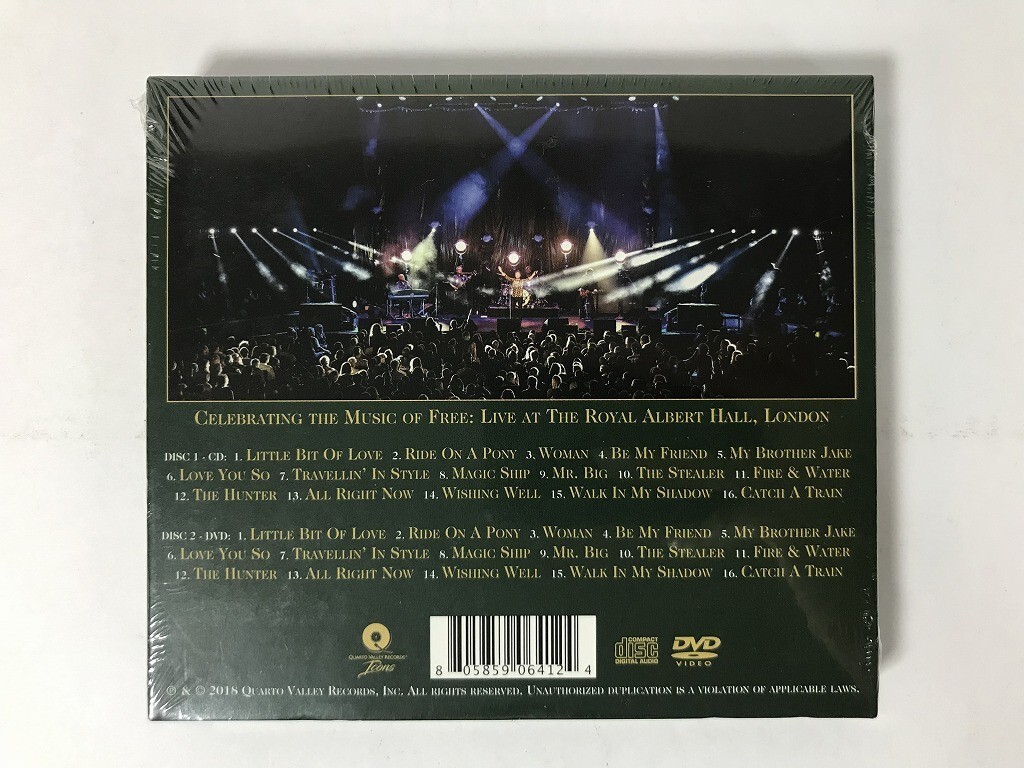 Celebrating the Music of Free: Live at The Royal Albert Hall, London
DISC 1 - CD: 1. Little Bit Of Love 2. Ride On A Pony 3. Woman 4. Be My Friend 5. My Brother Jake
6. Love You So 7. Travellin' In Style 8. Magic Ship 9. Mr. Big 10. The Stealer 11. Fire & Water
12. The Hunter 13. All Right Now 14. Wishing Well 15. Walk In My Shadow 16. Catch A Train
DISC 2 - DVD: 1. Little Bit Of Love 2. Ride On A Pony 3. Woman 4. Be My Friend 5. My Brother Jake
6. Love You So 7. Travellin' In Style 8. Magic Ship 9. Mr. Big 10. The Stealer 11. Fire & Water
12. The Hunter 13. All Right Now 14. Wishing Well 15. Walk In My Shadow 16. Catch A Train
Quarto Valley Records
Icons
8 05859 06412 4
COMPACT
disc
DIGITAL AUDIO
DVD
VIDEO
℗ & © 2018 Quarto Valley Records, Inc. All rights reserved. Unauthorized duplication is a violation of applicable laws.